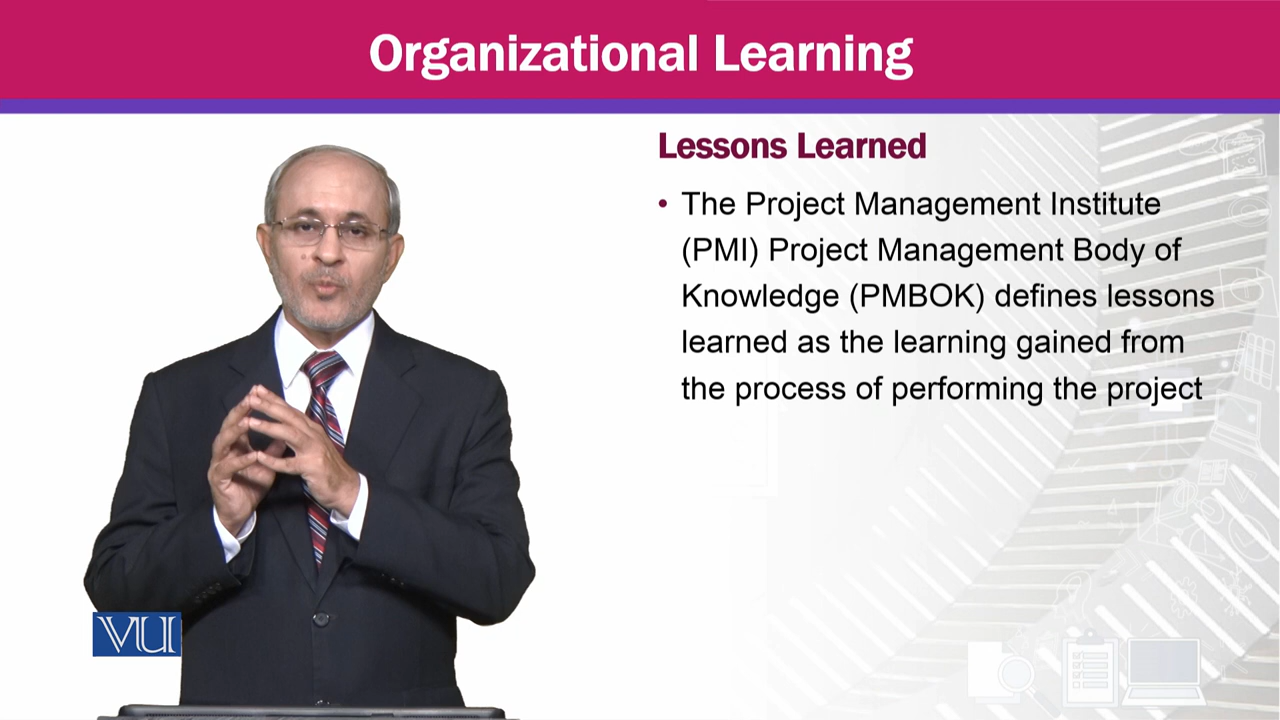 Organizational Learning
Lessons Learned
• The Project Management Institute
(PMI) Project Management Body of
Knowledge (PMBOK) defines lessons
learned as the learning gained from
the process of performing the project
VU